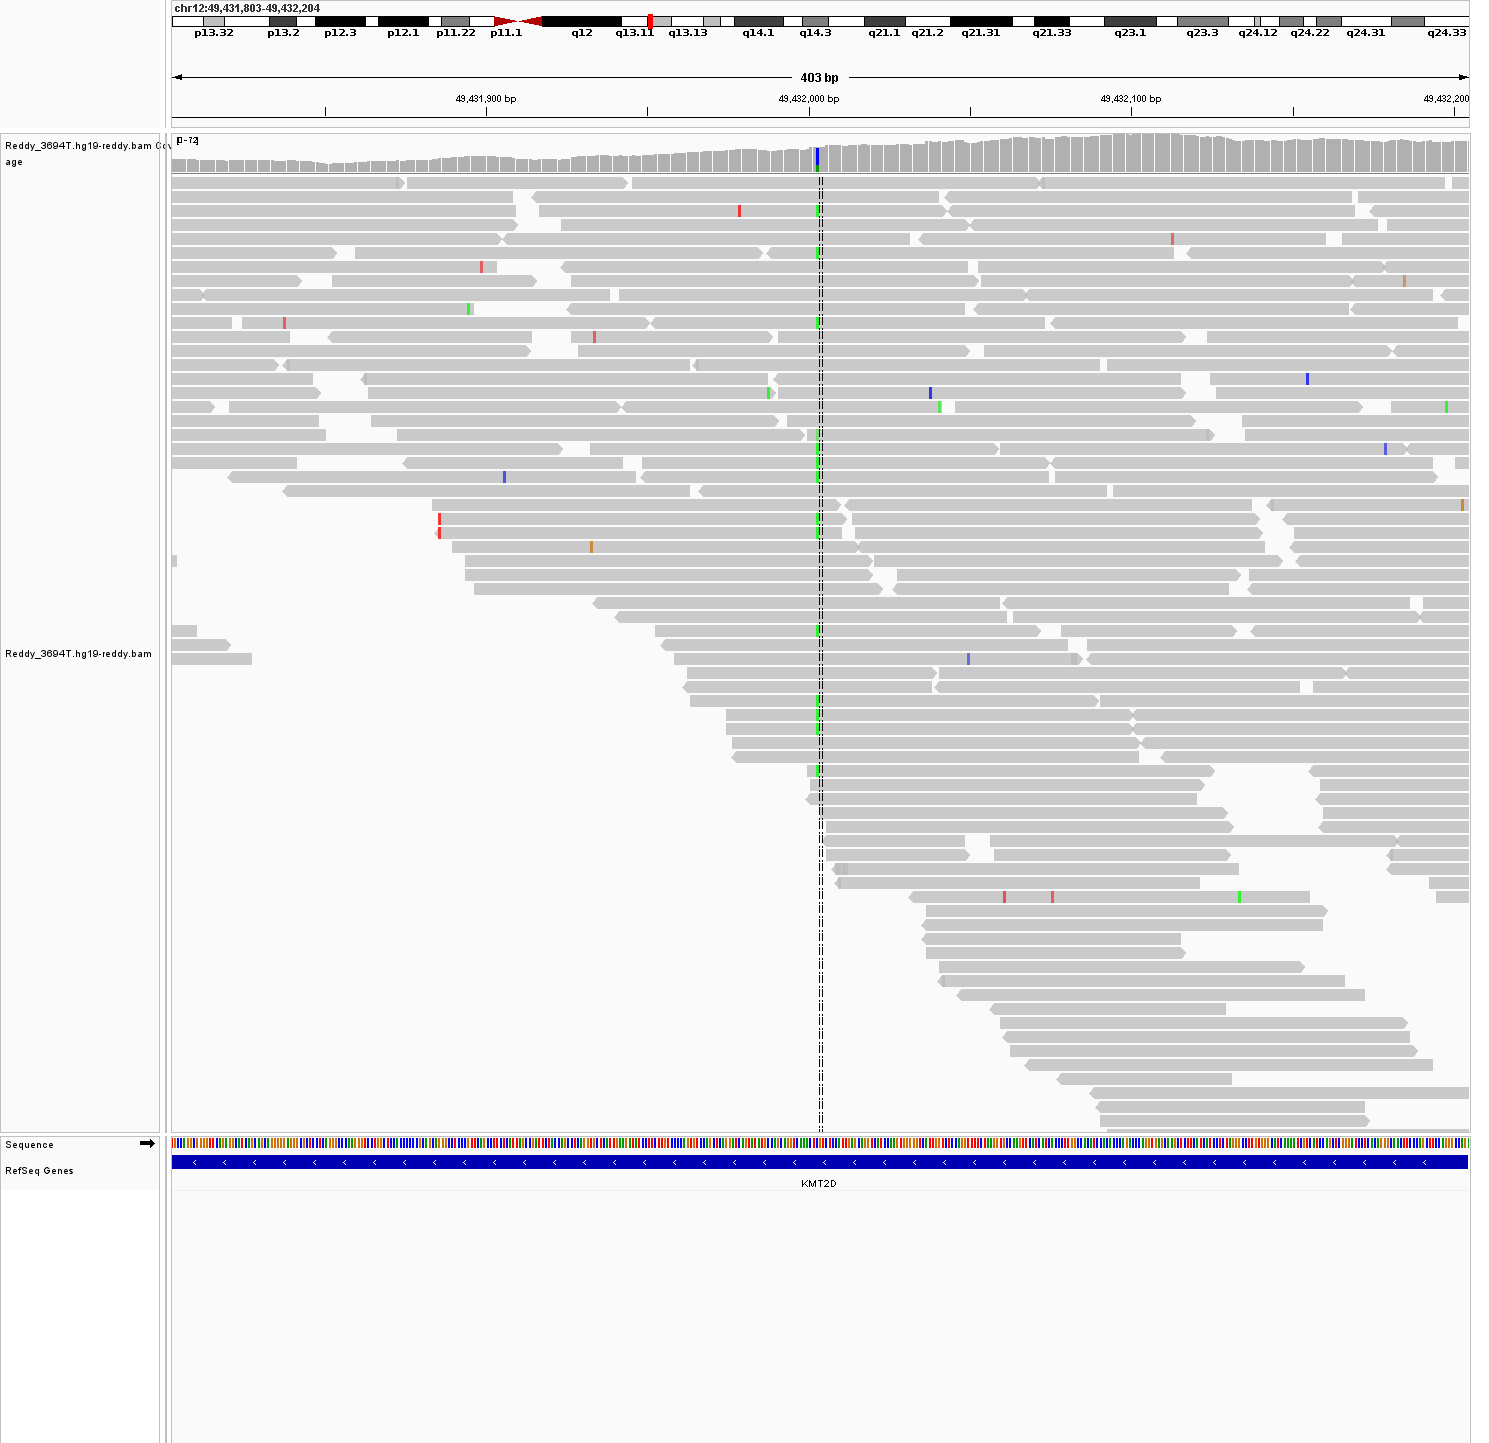 chr12:49,431,803-49,432,204
p13.32 p13.2 p12.3 p12.1 p11.22 p11.1 q12 q13.11 q13.13 q14.1 q14.3 q21.1 q21.2 q21.31 q21.33 q23.1 q23.3 q24.12 q24.22 q24.31 q24.33
403 bp
49,431,900 bp 49,432,000 bp 49,432,100 bp 49,432,200
Reddy_3694T.hg19-reddy.bam Cov
age
[0-72]
Reddy_3694T.hg19-reddy.bam
Sequence
RefSeq Genes
KMT2D